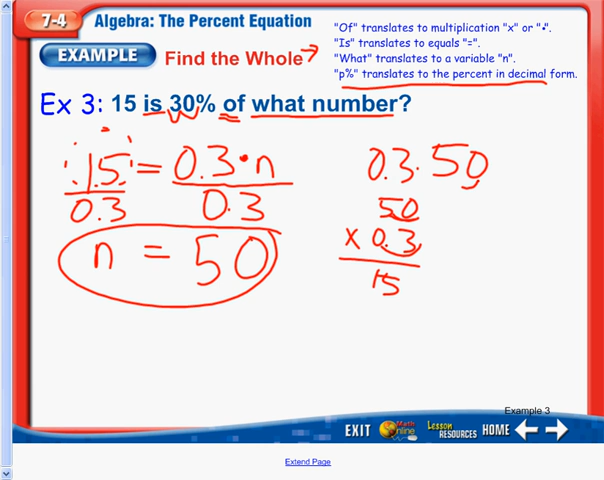 7-4 Algebra: The Percent Equation
EXAMPLE Find the Whole →
"Of" translates to multiplication "x" or "•".
"Is" translates to equals "=".
"What" translates to a variable "n".
"p%" translates to the percent in decimal form.
Ex 3: 15 is 30% of what number?
15 = 0.3 • n
0.3 0.3
n = 50
0.3 · 50
50
x 0.3
15
Example 3
EXIT Math Online Lesson RESOURCES HOME
Extend Page